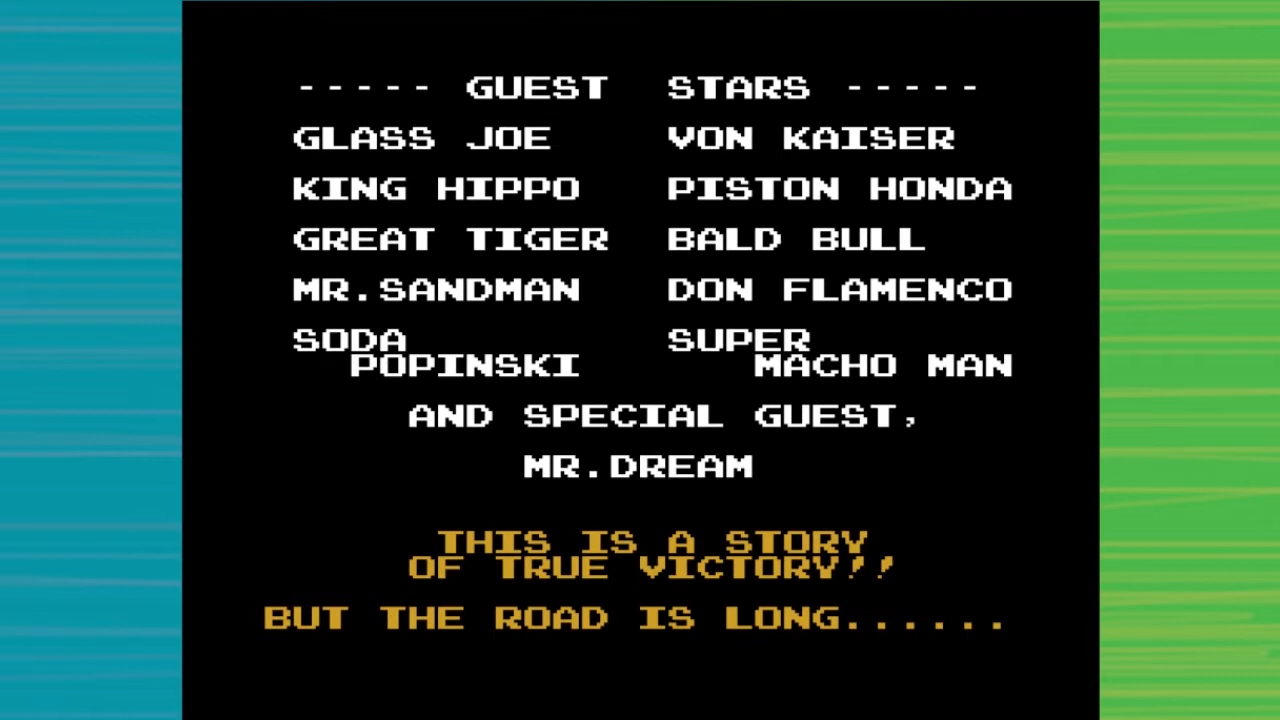 ----- GUEST STARS -----
GLASS JOE VON KAISER
KING HIPPO PISTON HONDA
GREAT TIGER BALD BULL
MR.SANDMAN DON FLAMENCO
SODA SUPER
POPINSKI MACHO MAN
AND SPECIAL GUEST,
MR.DREAM
THIS IS A STORY
OF TRUE VICTORY!!
BUT THE ROAD IS LONG......